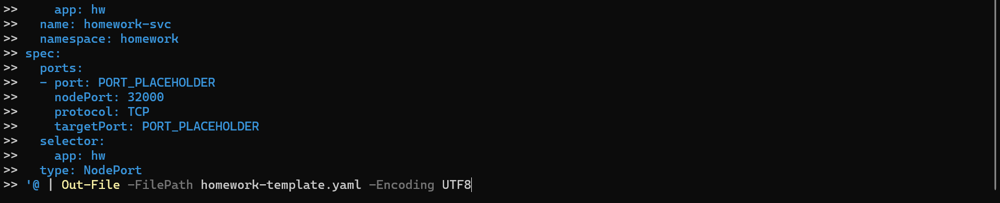 >>     app: hw
>>   name: homework-svc
>>   namespace: homework
>> spec:
>>   ports:
>>   - port: PORT_PLACEHOLDER
>>     nodePort: 32000
>>     protocol: TCP
>>     targetPort: PORT_PLACEHOLDER
>>   selector:
>>     app: hw
>>   type: NodePort
>> '@ | Out-File -FilePath homework-template.yaml -Encoding UTF8